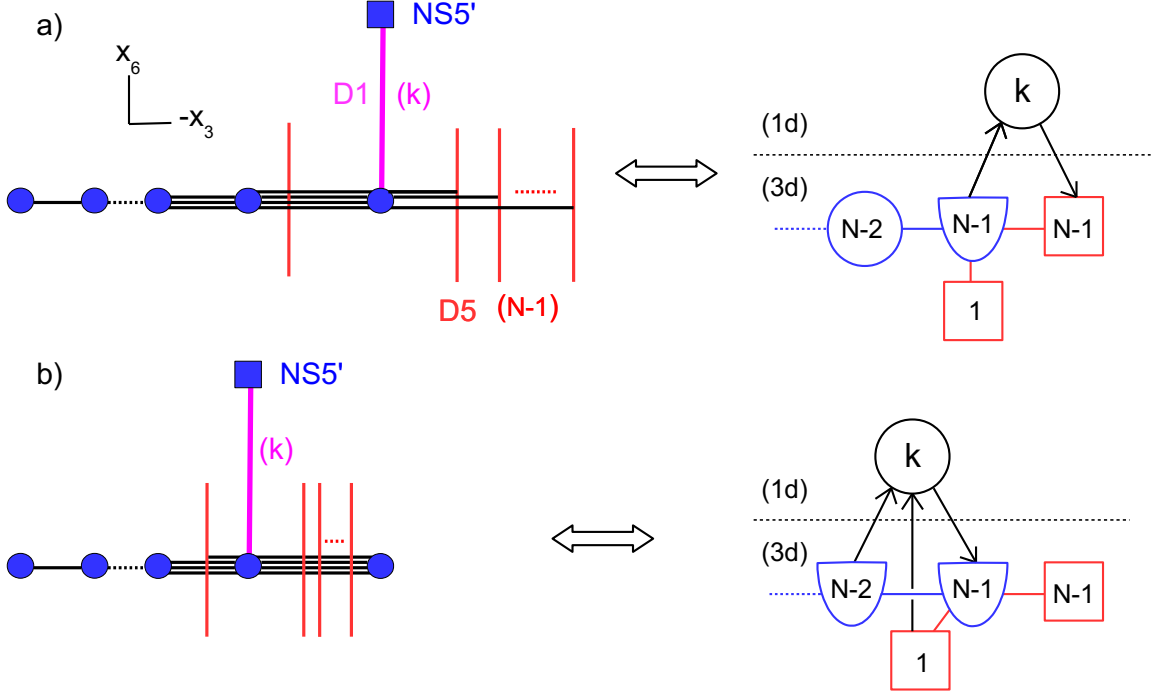 a)
NS5'
x6
-x3
D1 (k)
D5 (N-1)
(1d)
(3d)
k
N-2
N-1
N-1
1
b)
NS5'
(k)
(1d)
(3d)
k
N-2
N-1
N-1
1